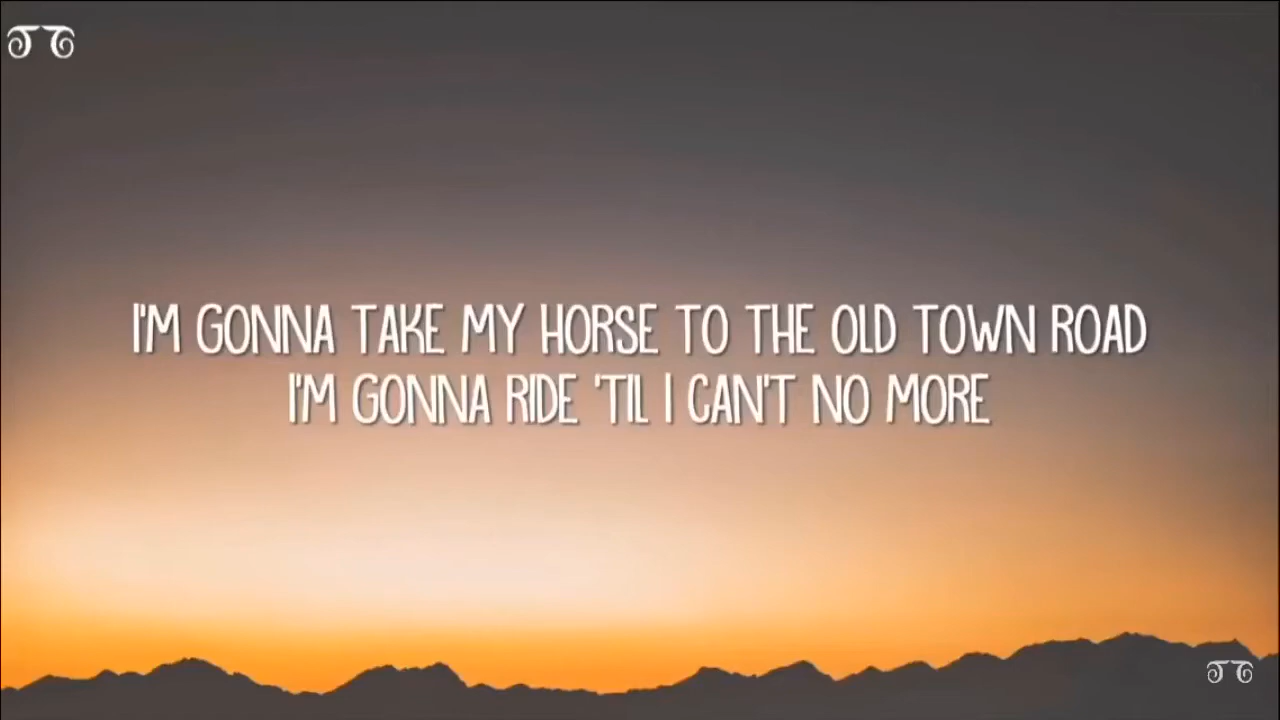 I'M GONNA TAKE MY HORSE TO THE OLD TOWN ROAD
I'M GONNA RIDE 'TIL I CAN'T NO MORE